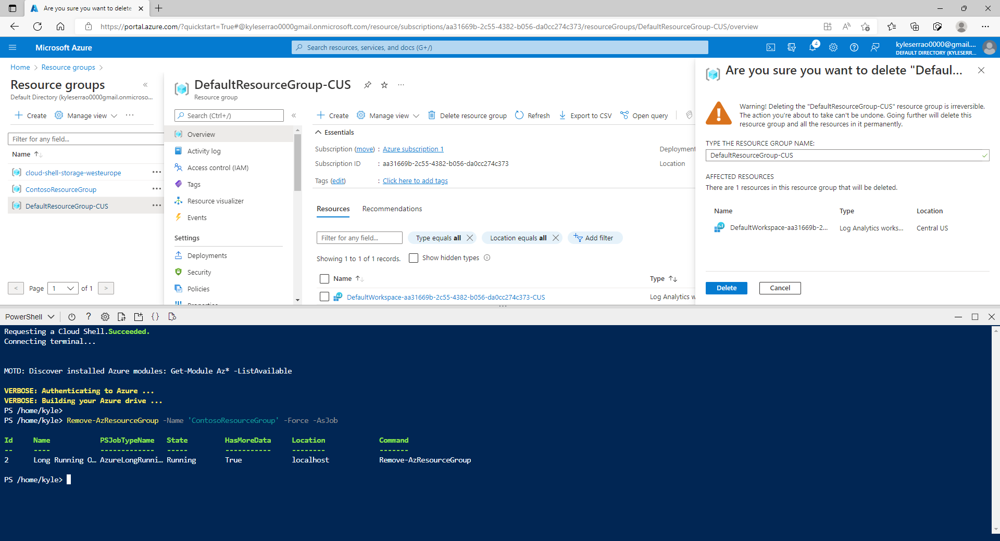 Are you sure you want to delete
https://portal.azure.com/?quickstart=True#@kyleserrao0000gmail.onmicrosoft.com/resource/subscriptions/aa31669b-2c55-4382-b056-da0cc274c373/resourceGroups/DefaultResourceGroup-CUS/overview
Microsoft Azure
Search resources, services, and docs (G+/)
4
kyleserrao0000@gmail....
DEFAULT DIRECTORY (KYLESERR...
Home > Resource groups >
Resource groups «
Default Directory (kyleserrao0000gmail.onmicroso...
Create Manage view ...
Filter for any field...
Name ↑↓
cloud-shell-storage-westeurope ...
ContosoResourceGroup ...
DefaultResourceGroup-CUS ...
< Page 1 of 1 >
DefaultResourceGroup-CUS ...
Resource group
Search (Ctrl+/) «
Overview
Activity log
Access control (IAM)
Tags
Resource visualizer
Events
Settings
Deployments
Security
Policies
Properties
Create Manage view Delete resource group Refresh Export to CSV Open query
Essentials
Subscription (move) : Azure subscription 1
Deployment
Subscription ID : aa31669b-2c55-4382-b056-da0cc274c373
Location
Tags (edit) : Click here to add tags
Resources Recommendations
Filter for any field... Type equals all Location equals all Add filter
Showing 1 to 1 of 1 records. Show hidden types
Name ↑↓ Type ↑↓
DefaultWorkspace-aa31669b-2c55-4382-b056-da0cc274c373-CUS Log Analytics w
Are you sure you want to delete "Defaul...
Warning! Deleting the "DefaultResourceGroup-CUS" resource group is irreversible.
The action you're about to take can't be undone. Going further will delete this
resource group and all the resources in it permanently.
TYPE THE RESOURCE GROUP NAME:
DefaultResourceGroup-CUS
AFFECTED RESOURCES
There are 1 resources in this resource group that will be deleted.
Name Type Location
DefaultWorkspace-aa31669b-2... Log Analytics works... Central US
Delete Cancel
PowerShell ? {}
Requesting a Cloud Shell.Succeeded.
Connecting terminal...
MOTD: Discover installed Azure modules: Get-Module Az* -ListAvailable
VERBOSE: Authenticating to Azure ...
VERBOSE: Building your Azure drive ...
PS /home/kyle>
PS /home/kyle> Remove-AzResourceGroup -Name 'ContosoResourceGroup' -Force -AsJob
Id Name PSJobTypeName State HasMoreData Location Command
-- ---- ------------- ----- ----------- -------- -------
2 Long Running O… AzureLongRunni… Running True localhost Remove-AzResourceGroup
PS /home/kyle>